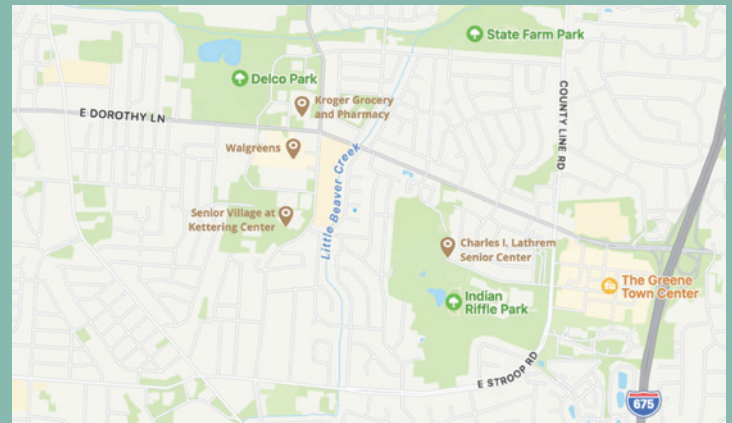 State Farm Park
Delco Park
Kroger Grocery
and Pharmacy
COUNTY LINE RD
E DOROTHY LN
Walgreens
Little Beaver Creek
Senior Village at
Kettering Center
Charles I. Lathrem
Senior Center
The Greene
Town Center
Indian
Riffle Park
E STROOP RD
675